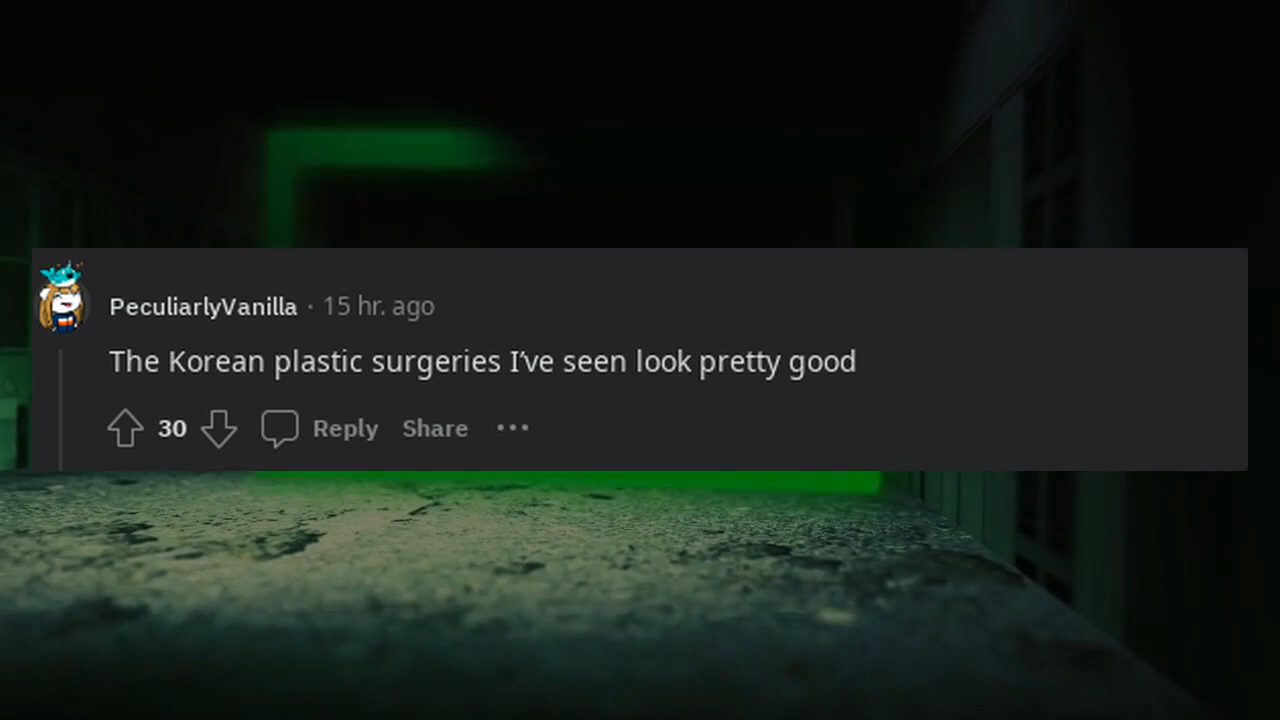 PeculiarlyVanilla · 15 hr. ago
The Korean plastic surgeries I've seen look pretty good
30 Reply Share ···